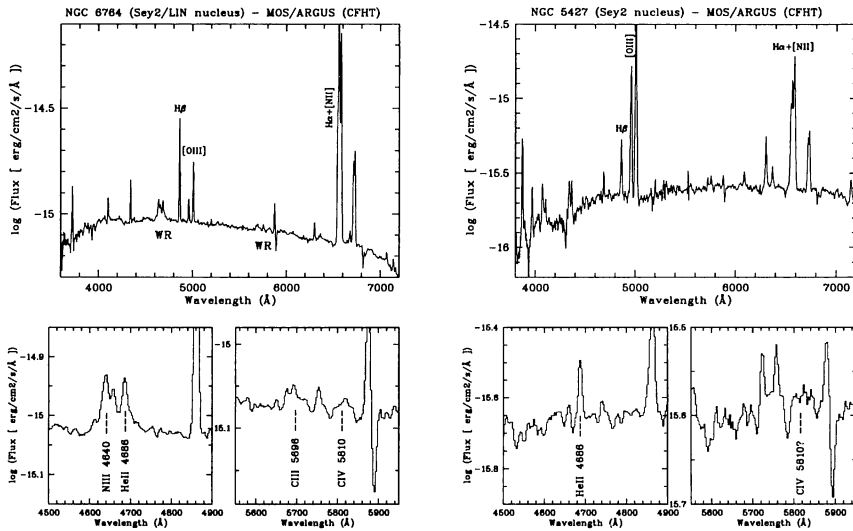 NGC 6764 (Sey2/LIN nucleus) - MOS/ARGUS (CFHT)
log (Flux [ erg/cm2/s/Å ])
-14.5
-15
Hβ
[OIII]
Hα+[NII]
WR
WR
4000 5000 6000 7000
Wavelength (Å)
NGC 5427 (Sey2 nucleus) - MOS/ARGUS (CFHT)
log (Flux [ erg/cm2/s/Å ])
-14.5
-15
-15.5
-16.5
-16
[OIII]
Hβ
Hα+[NII]
4000 5000 6000 7000
Wavelength (Å)
log (Flux [ erg/cm2/s/Å ])
-14.9
-15
-15.1
NIII 4640
HeII 4686
4500 4600 4700 4800 4900
-15
-15.1
CIII 5696
CIV 5810
5600 5700 5800 5900
Wavelength (Å)
log (Flux [ erg/cm2/s/Å ])
-15.4
-15.6
-15.8
HeII 4686
4500 4600 4700 4800 4900
-15.6
-15.6
-15.7
CIV 5810?
5600 5700 5800 5900
Wavelength (Å)